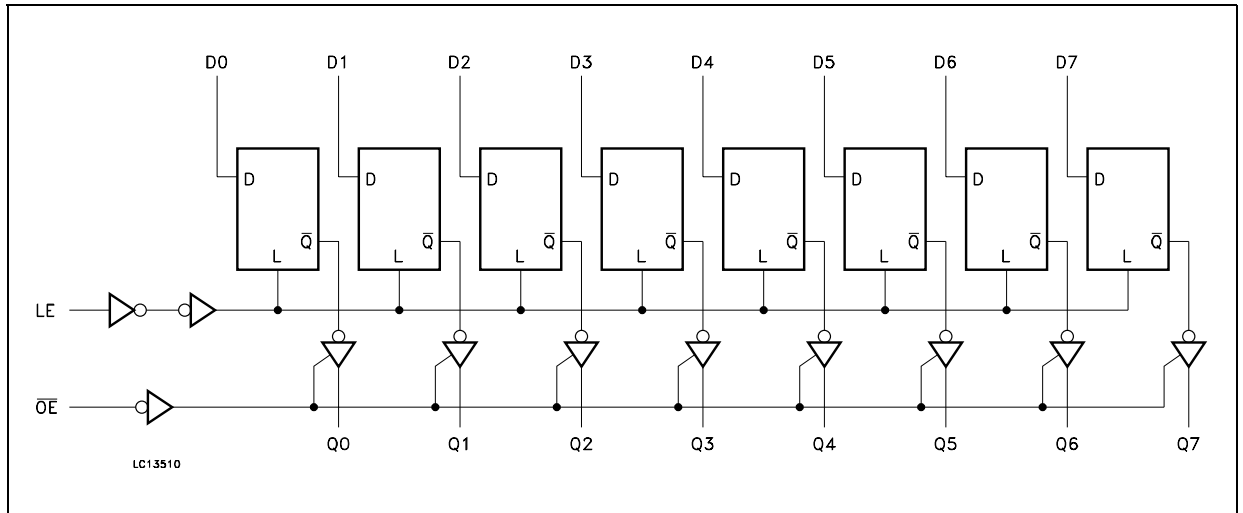 D0 D1 D2 D3 D4 D5 D6 D7
D D D D D D D D
Q̅ Q̅ Q̅ Q̅ Q̅ Q̅ Q̅ Q̅
L L L L L L L L
LE
O̅E̅
Q0 Q1 Q2 Q3 Q4 Q5 Q6 Q7
LC13510